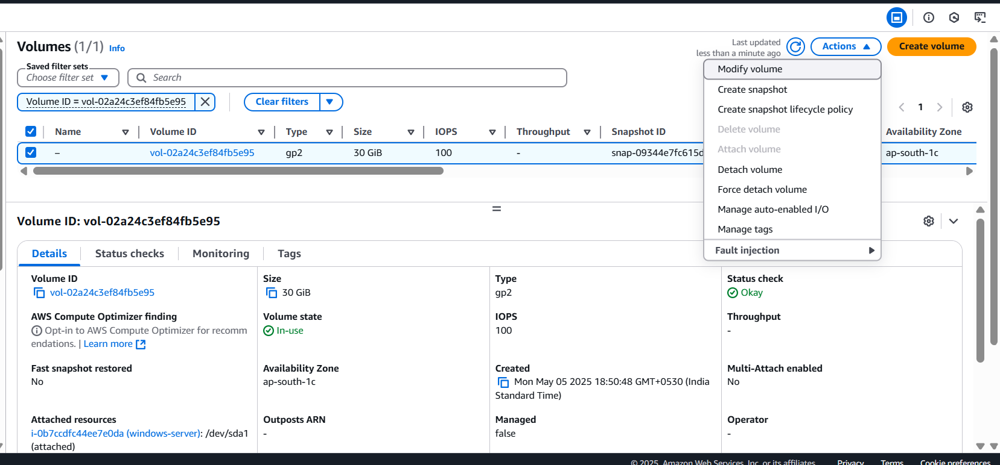 Volumes (1/1) Info
Last updated
less than a minute ago
Actions
Create volume
Saved filter sets
Choose filter set
Search
Volume ID = vol-02a24c3ef84fb5e95
Clear filters
1
Modify volume
Create snapshot
Create snapshot lifecycle policy
Delete volume
Attach volume
Detach volume
Force detach volume
Manage auto-enabled I/O
Manage tags
Fault injection
Name Volume ID Type Size IOPS Throughput Snapshot ID Availability Zone
– vol-02a24c3ef84fb5e95 gp2 30 GiB 100 - snap-09344e7fc615d ap-south-1c
Volume ID: vol-02a24c3ef84fb5e95
Details Status checks Monitoring Tags
Volume ID
vol-02a24c3ef84fb5e95
Size
30 GiB
Type
gp2
Status check
Okay
AWS Compute Optimizer finding
Opt-in to AWS Compute Optimizer for recomm
endations. | Learn more
Volume state
In-use
IOPS
100
Throughput
-
Fast snapshot restored
No
Availability Zone
ap-south-1c
Created
Mon May 05 2025 18:50:48 GMT+0530 (India
Standard Time)
Multi-Attach enabled
No
Attached resources
i-0b7ccdfc44ee7e0da (windows-server): /dev/sda1
(attached)
Outposts ARN
-
Managed
false
Operator
-
© 2025, Amazon Web Services, Inc. or its affiliates. Privacy Terms Cookie preferences